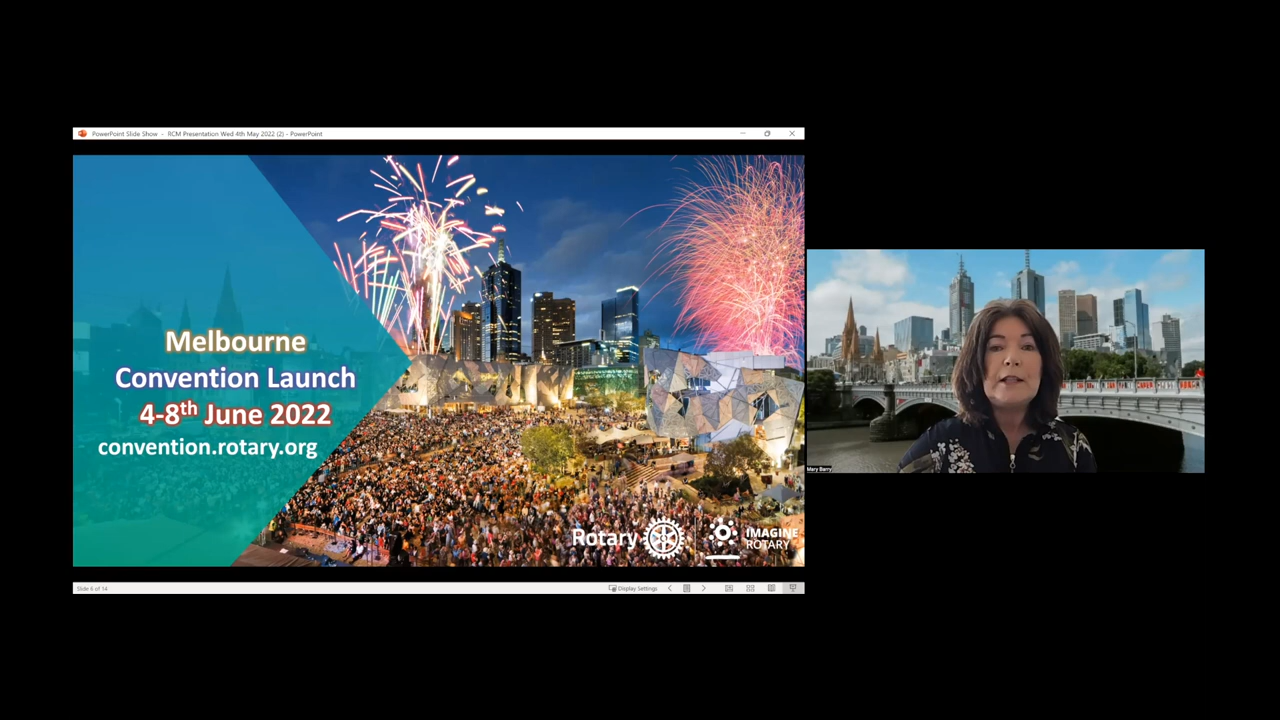 PowerPoint Slide Show - RCM Presentation Wed 4th May 2022 (2) - PowerPoint
Melbourne
Convention Launch
4-8th June 2022
convention.rotary.org
Rotary
IMAGINE
ROTARY
Mary Barry
Slide 6 of 14
Display Settings